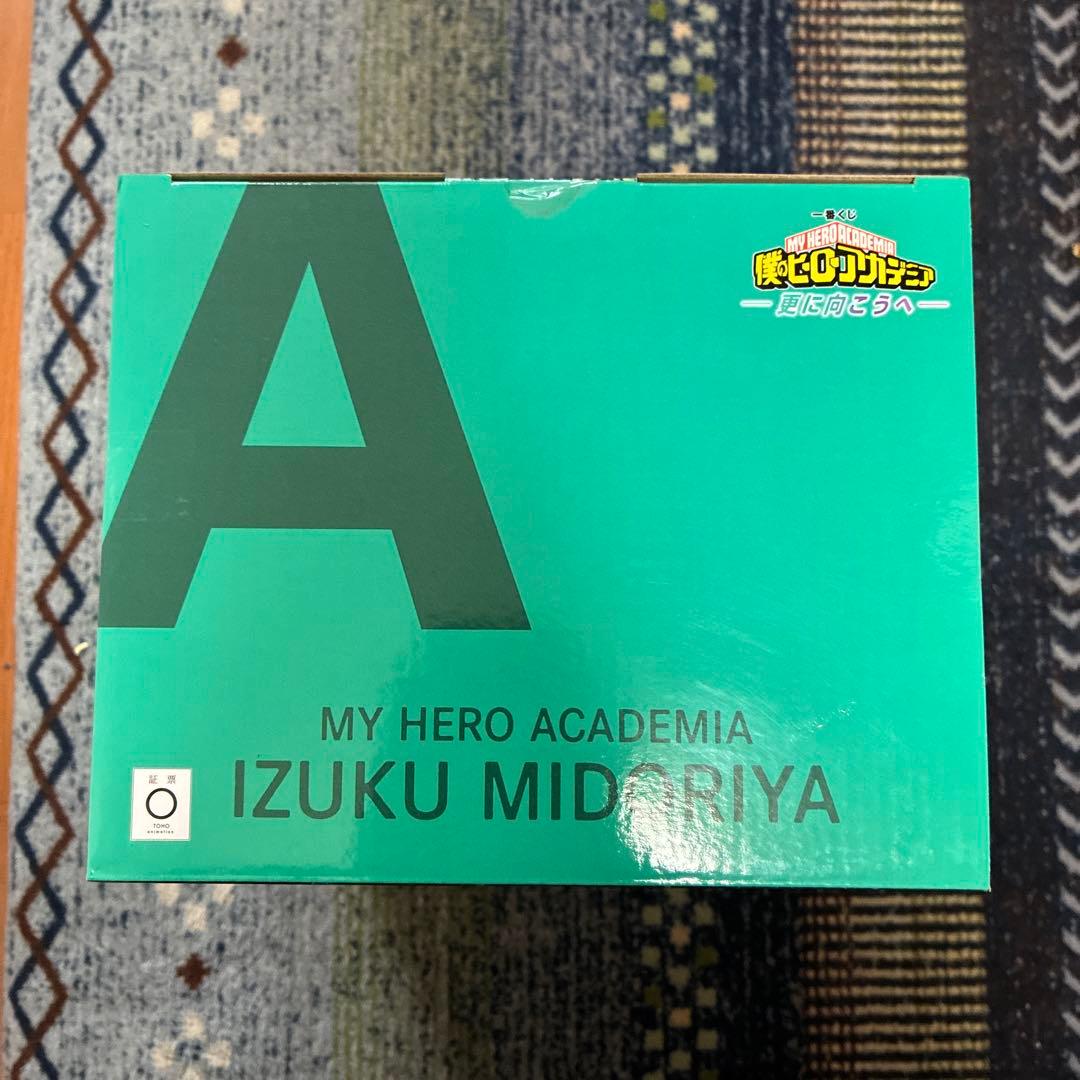 A
一番くじ
MY HERO ACADEMIA
僕のヒーローアカデミア
更に向こうへ
MY HERO ACADEMIA
IZUKU MIDORIYA
証票
TOHO
animation